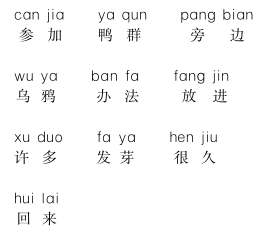 can jia ya qun pang bian
参 加 鸭 群 旁 边
wu ya ban fa fang jin
乌 鸦 办 法 放 进
xu duo fa ya hen jiu
许 多 发 芽 很 久
hui lai
回 来